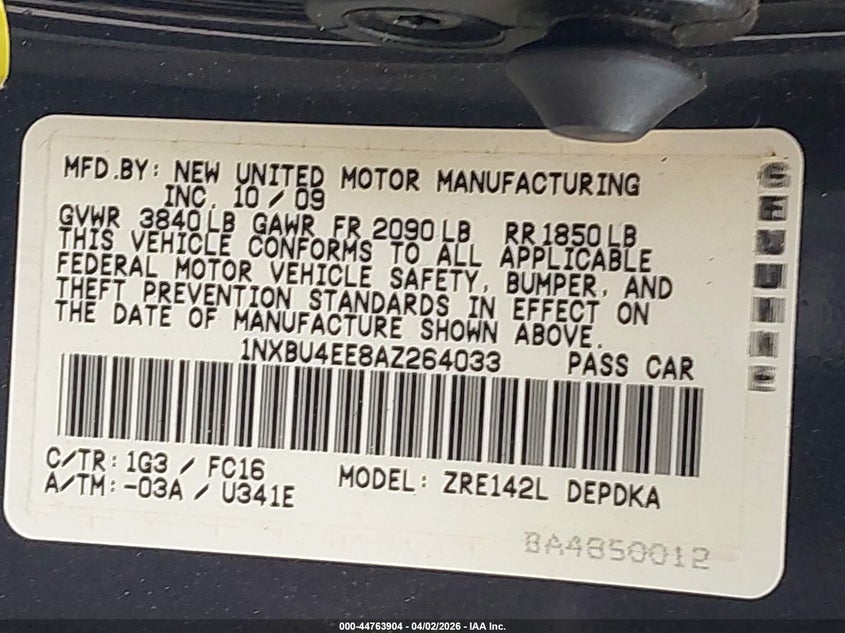 MFD.BY: NEW UNITED MOTOR MANUFACTURING
INC. 10 / 09
GVWR 3840LB GAWR FR 2090LB RR1850LB
THIS VEHICLE CONFORMS TO ALL APPLICABLE
FEDERAL MOTOR VEHICLE SAFETY, BUMPER, AND
THEFT PREVENTION STANDARDS IN EFFECT ON
THE DATE OF MANUFACTURE SHOWN ABOVE.
1NXBU4EE8AZ264033 PASS CAR
C/TR: 1G3 / FC16
A/TM: -03A / U341E
MODEL: ZRE142L DEPDKA
BA4850012
GENUINE
000-44763904 - 04/02/2026 - IAA Inc.